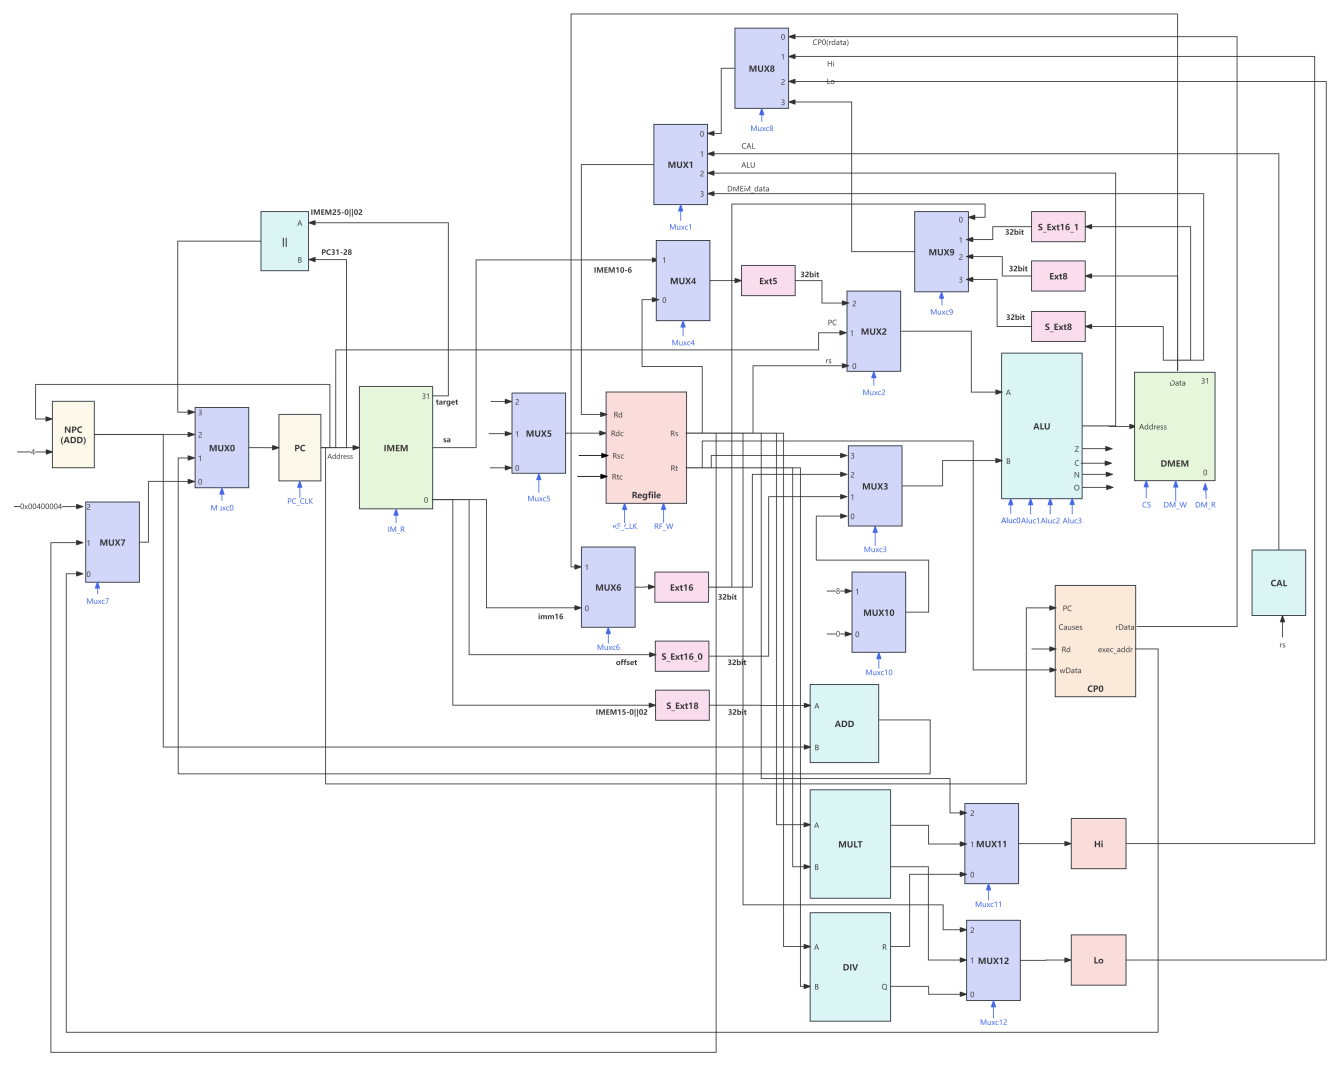 0
CP0(rdata)
1
Hi
MUX8
2
Lo
3
Muxc8
0
CAL
1
MUX1
ALU
2
DMEM_data
3
Muxc1
IMEM25-0||02
A
||
PC31-28
B
0
S_Ext16_1
32bit
1
MUX9
2
32bit
Ext8
3
32bit
S_Ext8
Muxc9
IMEM10-6
1
MUX4
0
Muxc4
Ext5
32bit
2
PC
1
MUX2
rs
0
Muxc2
NPC
(ADD)
4
3
2
MUX0
1
0
Muxc0
PC
PC_CLK
Address
31
target
IMEM
sa
0
IM_R
2
1
MUX5
0
Muxc5
Rd
Rdc
Rs
Rsc
Rt
Rtc
Regfile
RF_CLK
RF_W
3
2
MUX3
1
0
Muxc3
A
ALU
Z
B
C
N
O
Aluc0
Aluc1
Aluc2
Aluc3
Data
31
Address
DMEM
0
CS
DM_W
DM_R
0x00400004
2
1
MUX7
0
Muxc7
1
MUX6
0
imm16
Muxc6
Ext16
32bit
offset
S_Ext16_0
32bit
IMEM15-0||02
S_Ext18
32bit
8
1
MUX10
0
0
Muxc10
PC
Causes
rData
Rd
exec_addr
wData
CP0
CAL
rs
A
ADD
B
A
MULT
B
2
1
MUX11
0
Muxc11
Hi
A
R
DIV
B
Q
2
1
MUX12
0
Muxc12
Lo